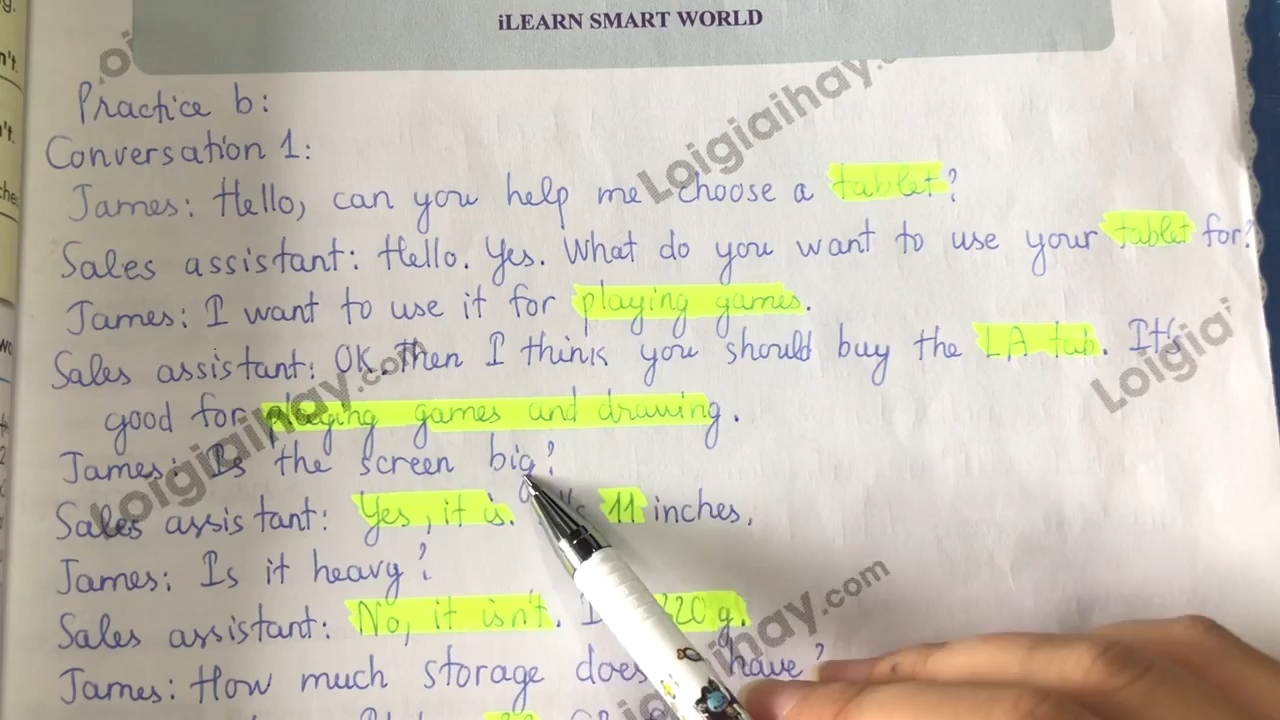 iLEARN SMART WORLD
Practice b:
Conversation 1:
James: Hello, can you help me choose a tablet?
Sales assistant: Hello. Yes. What do you want to use your tablet for?
James: I want to use it for playing games.
Sales assistant: OK. Then I think you should buy the LA tab. It's
good for playing games and drawing.
James: Is the screen big?
Sales assistant: Yes, it is. 11 inches.
James: Is it heavy?
Sales assistant: No, it isn't. 220 g.
James: How much storage does have?
Loigiaihay.com